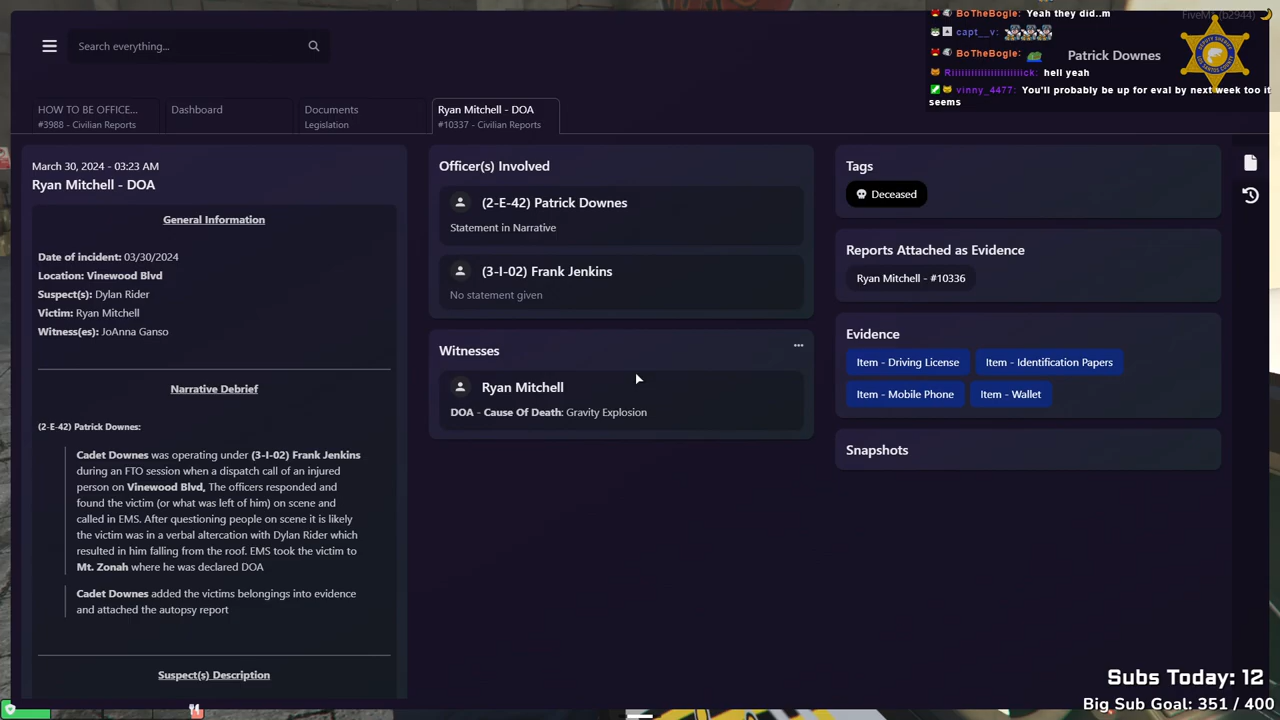 Search everything...
BoTheBogle: Yeah they did..m
FiveM® (b2944)
capt__v:
BoTheBogle:
Patrick Downes
Riiiiiiiiiiiiiiiiick: hell yeah
vinny_4477: You'll probably be up for eval by next week too it
seems
HOW TO BE OFFICE...
#3988 - Civilian Reports
Dashboard
Documents
Legislation
Ryan Mitchell - DOA
#10337 - Civilian Reports
March 30, 2024 - 03:23 AM
Ryan Mitchell - DOA
General Information
Date of incident: 03/30/2024
Location: Vinewood Blvd
Suspect(s): Dylan Rider
Victim: Ryan Mitchell
Witness(es): JoAnna Ganso
Narrative Debrief
(2-E-42) Patrick Downes:
Cadet Downes was operating under (3-I-02) Frank Jenkins
during an FTO session when a dispatch call of an injured
person on Vinewood Blvd, The officers responded and
found the victim (or what was left of him) on scene and
called in EMS. After questioning people on scene it is likely
the victim was in a verbal altercation with Dylan Rider which
resulted in him falling from the roof. EMS took the victim to
Mt. Zonah where he was declared DOA
Cadet Downes added the victims belongings into evidence
and attached the autopsy report
Suspect(s) Description
Officer(s) Involved
(2-E-42) Patrick Downes
Statement in Narrative
(3-I-02) Frank Jenkins
No statement given
Witnesses
Ryan Mitchell
DOA - Cause Of Death: Gravity Explosion
Tags
Deceased
Reports Attached as Evidence
Ryan Mitchell - #10336
Evidence
Item - Driving License
Item - Identification Papers
Item - Mobile Phone
Item - Wallet
Snapshots
Subs Today: 12
Big Sub Goal: 351 / 400